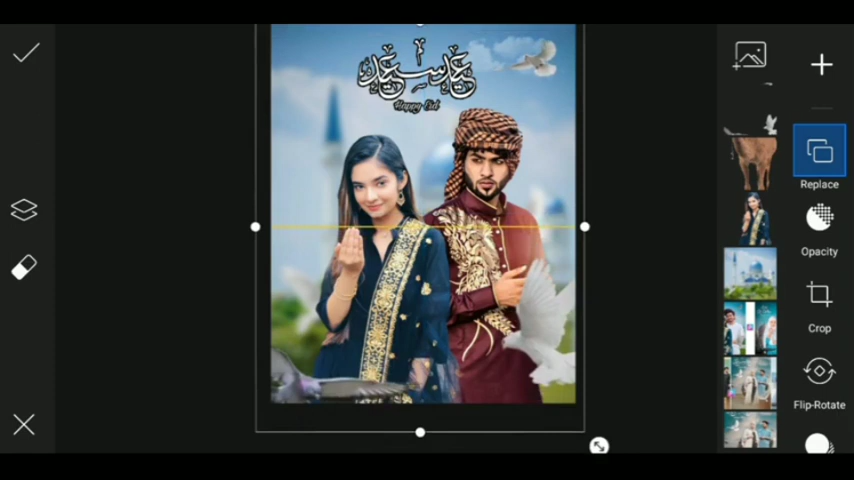 عيد سعيد
Happy Eid
Replace
Opacity
Crop
Flip-Rotate